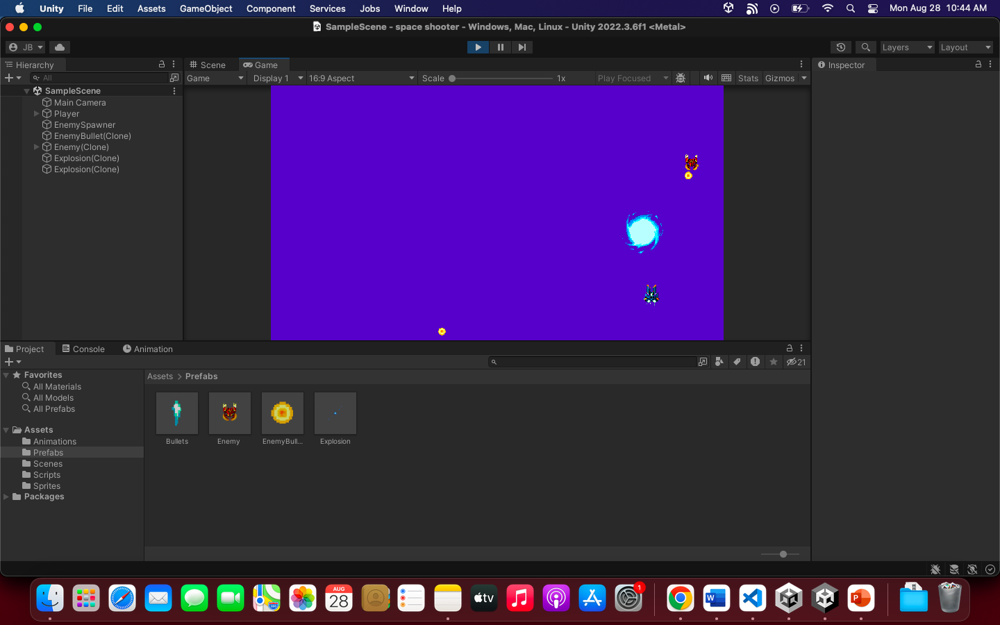 Unity File Edit Assets GameObject Component Services Jobs Window Help Mon Aug 28 10:44 AM
SampleScene - space shooter - Windows, Mac, Linux - Unity 2022.3.6f1 <Metal>
JB Layers Layout
Hierarchy
All
SampleScene
Main Camera
Player
EnemySpawner
EnemyBullet(Clone)
Enemy(Clone)
Explosion(Clone)
Explosion(Clone)
Scene Game
Game Display 1 16:9 Aspect Scale 1x Play Focused Stats Gizmos
Inspector
Project Console Animation
21
Favorites
All Materials
All Models
All Prefabs
Assets
Animations
Prefabs
Scenes
Scripts
Sprites
Packages
Assets > Prefabs
Bullets Enemy EnemyBull... Explosion
AUG
28
tv
1
W
P